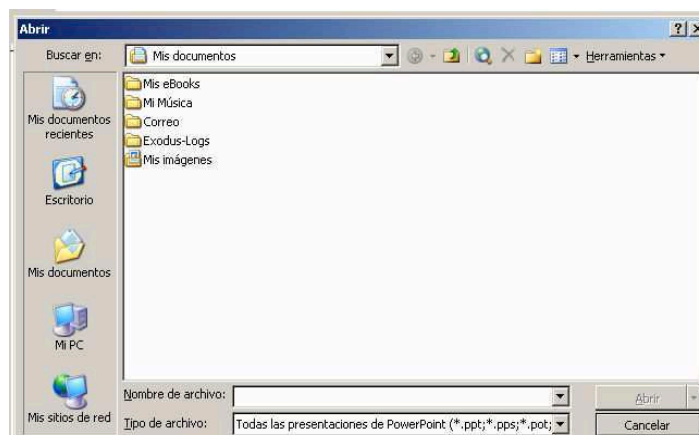 Abrir
Buscar en: Mis documentos Herramientas
Mis documentos recientes
Escritorio
Mis documentos
Mi PC
Mis sitios de red
Mis eBooks
Mi Música
Correo
Exodus-Logs
Mis imágenes
Nombre de archivo: Abrir
Tipo de archivo: Todas las presentaciones de PowerPoint (*.ppt;*.pps;*.pot; Cancelar